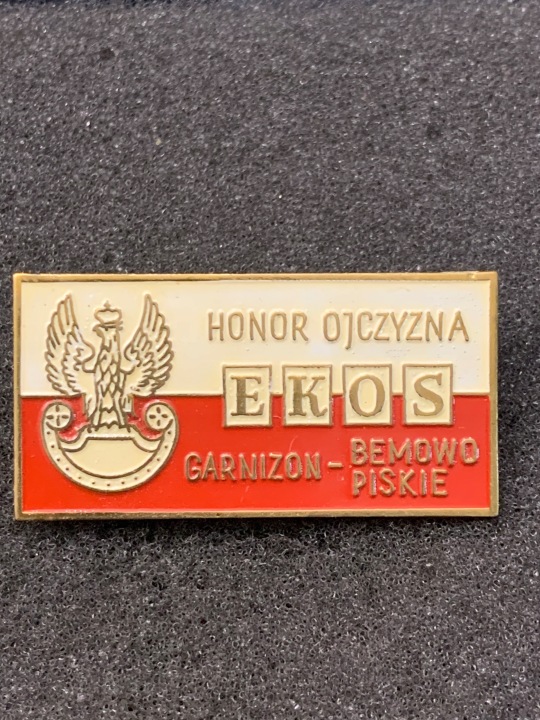 HONOR OJCZYZNA
EKOS
GARNIZON – BEMOWO
PISKIE